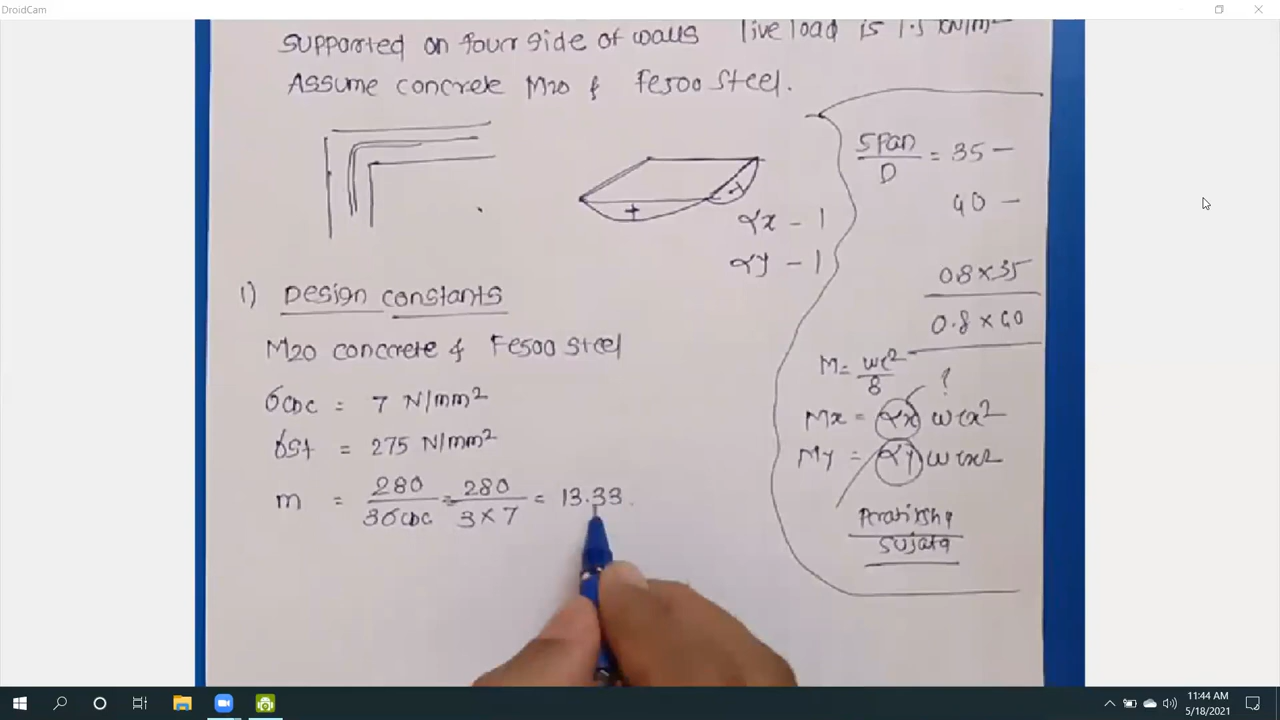 DroidCam
Supported on four side of walls live load is 1.5 KN/m²
Assume concrete M20 & Fe500 steel.
αx - 1
αy - 1
Span/D = 35 -
40 -
0.8 × 35
0.8 × 40
M = wl²/8
?
Mx = αx wlx²
My = αy wlx²
Sujata
1) Design constants
M20 concrete & Fe500 steel
σcbc = 7 N/mm²
σst = 275 N/mm²
m = 280/3σcbc = 280/3×7 = 13.33.
11:44 AM
5/18/2021